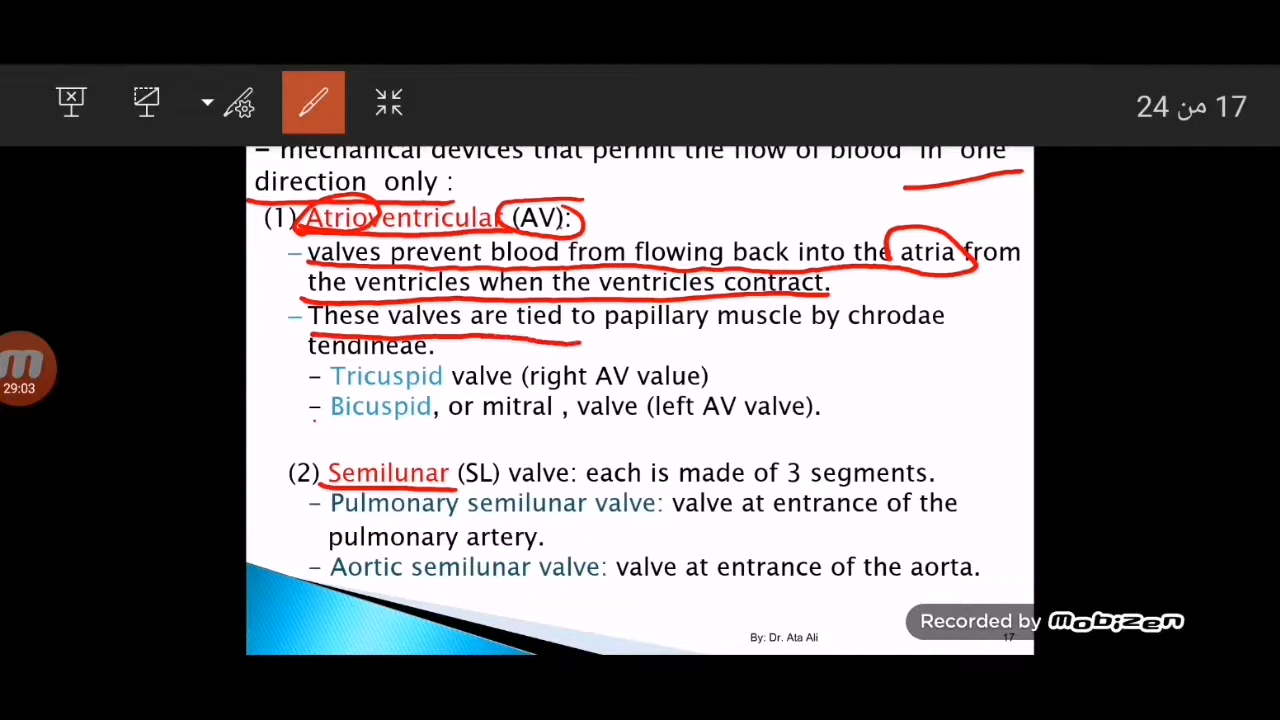 17 من 24
– mechanical devices that permit the flow of blood in one
direction only :
(1) Atrioventricular (AV):
– valves prevent blood from flowing back into the atria from
the ventricles when the ventricles contract.
– These valves are tied to papillary muscle by chrodae
tendineae.
– Tricuspid valve (right AV value)
– Bicuspid, or mitral , valve (left AV valve).
(2) Semilunar (SL) valve: each is made of 3 segments.
– Pulmonary semilunar valve: valve at entrance of the
pulmonary artery.
– Aortic semilunar valve: valve at entrance of the aorta.
m
29:03
Recorded by mobizen
By: Dr. Ata Ali
17